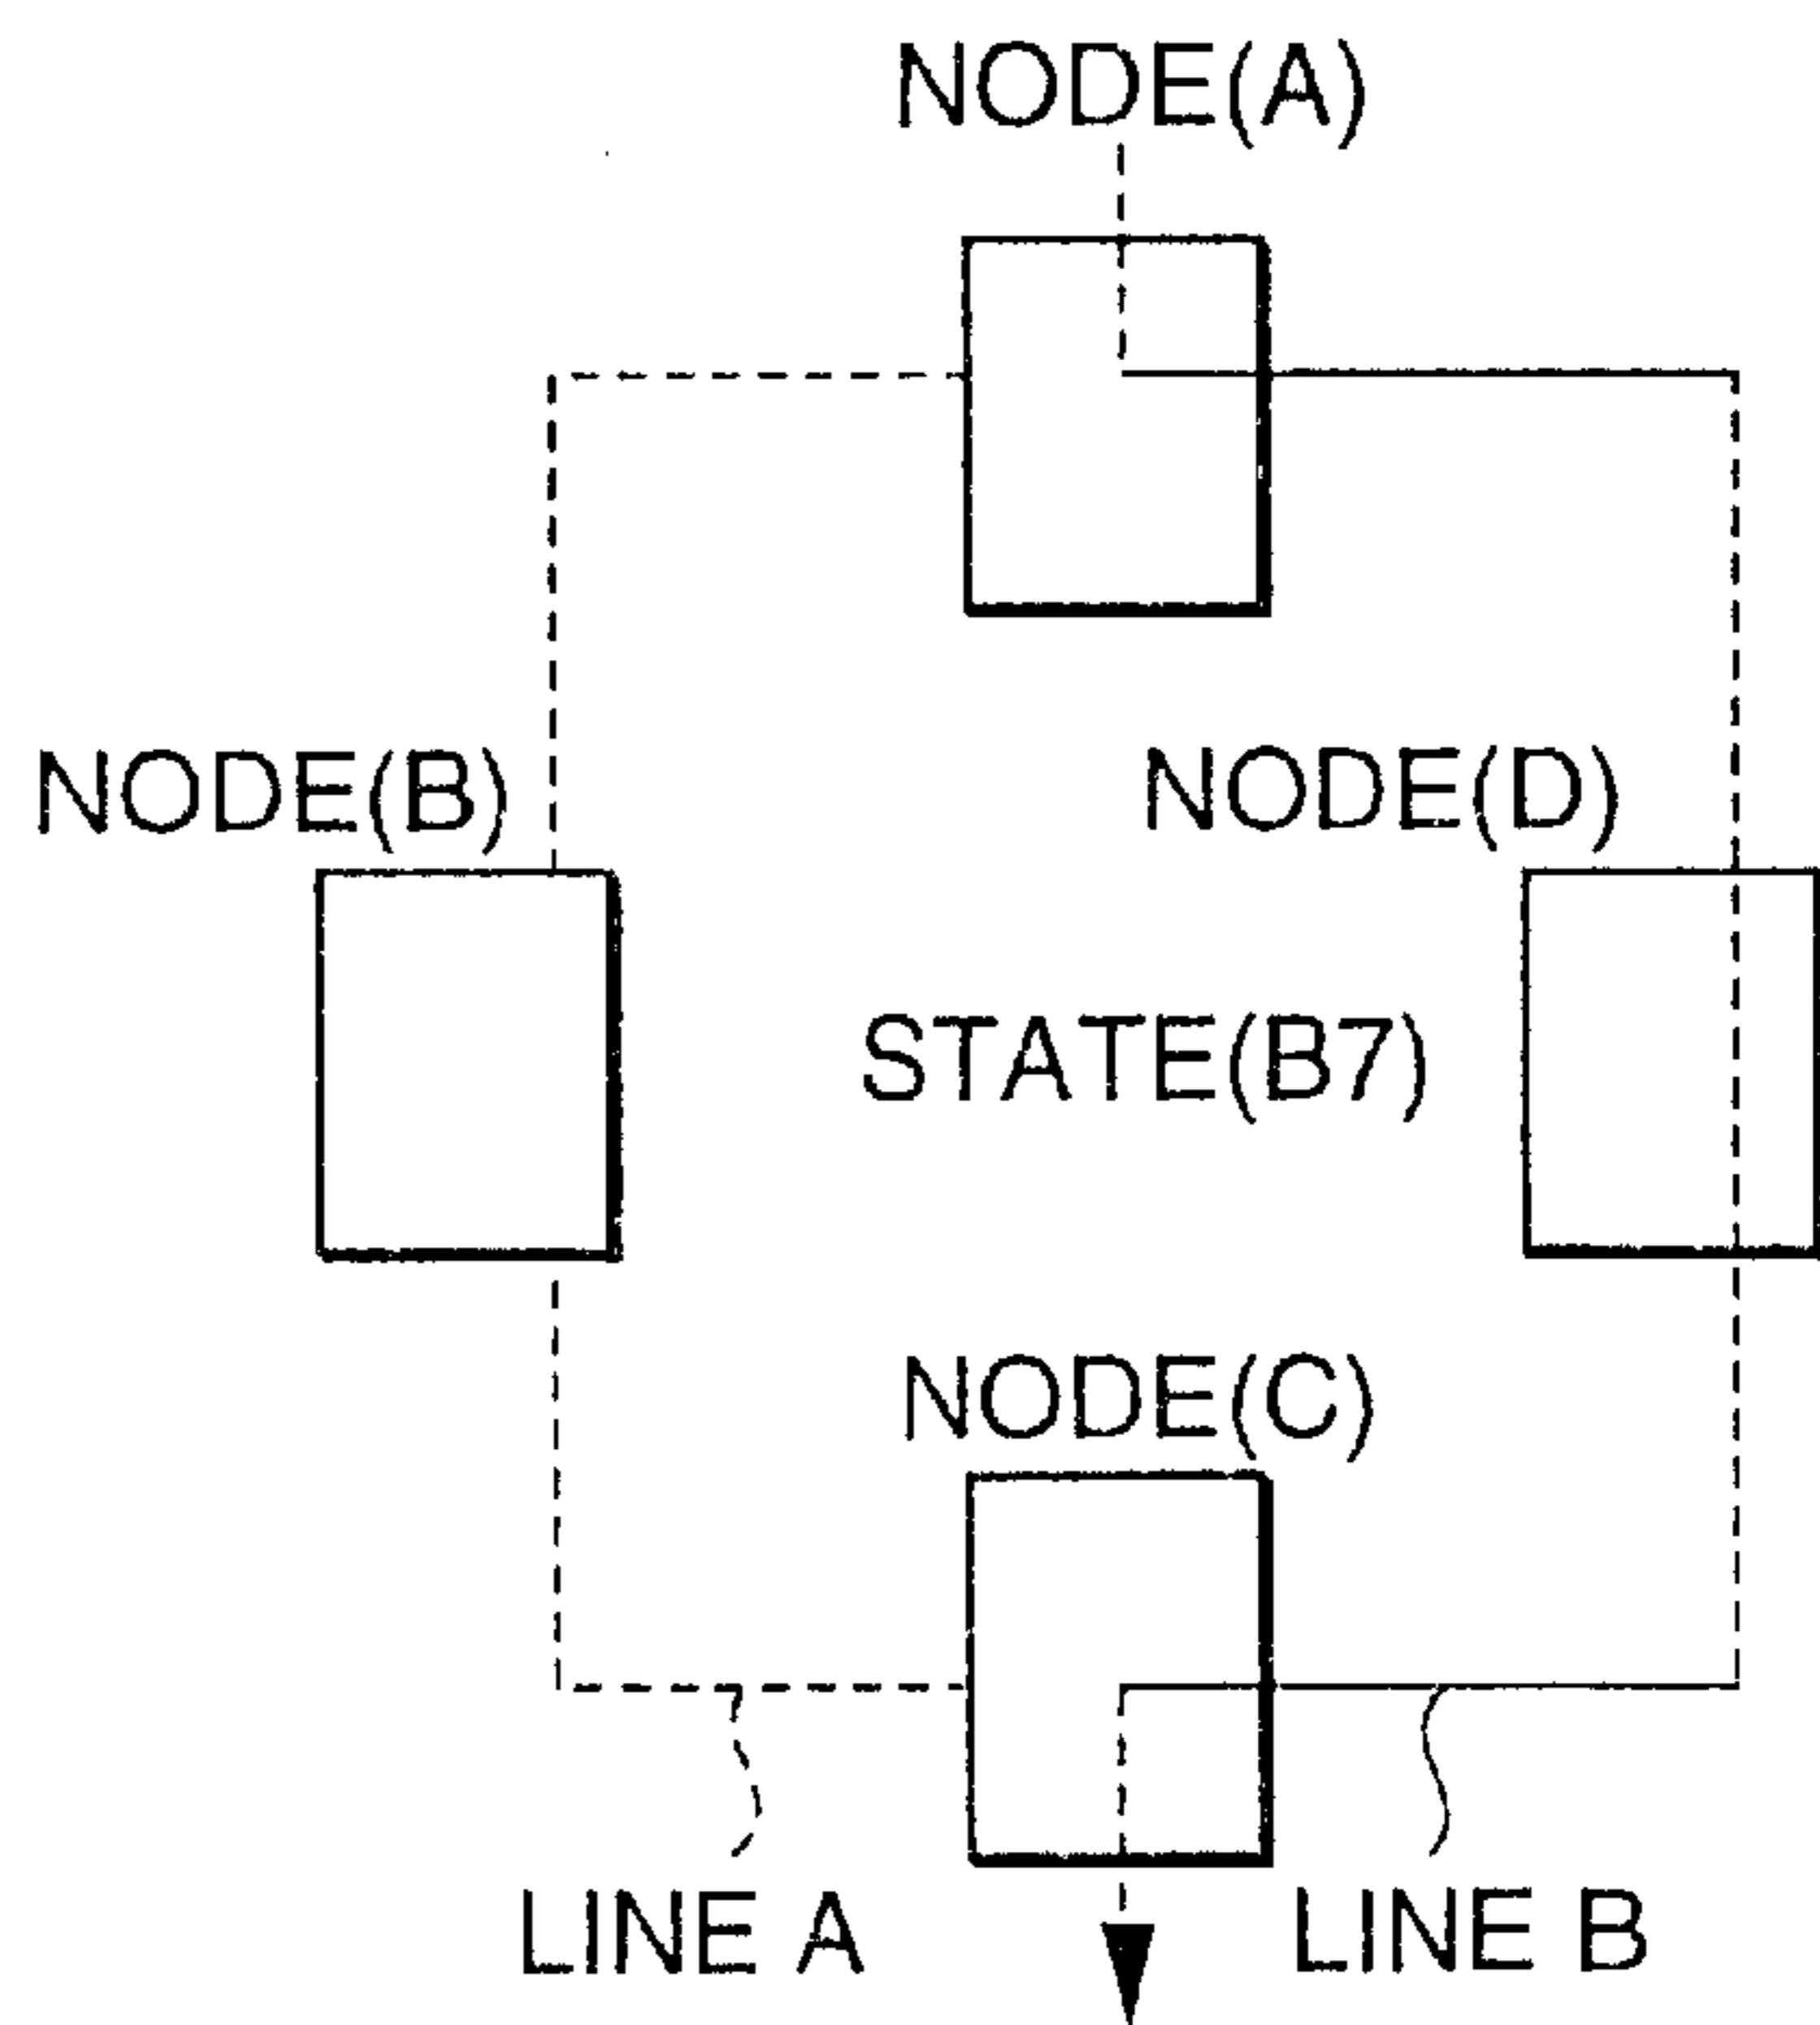 NODE(A)
NODE(B)
NODE(D)
STATE(B7)
NODE(C)
LINE A
LINE B